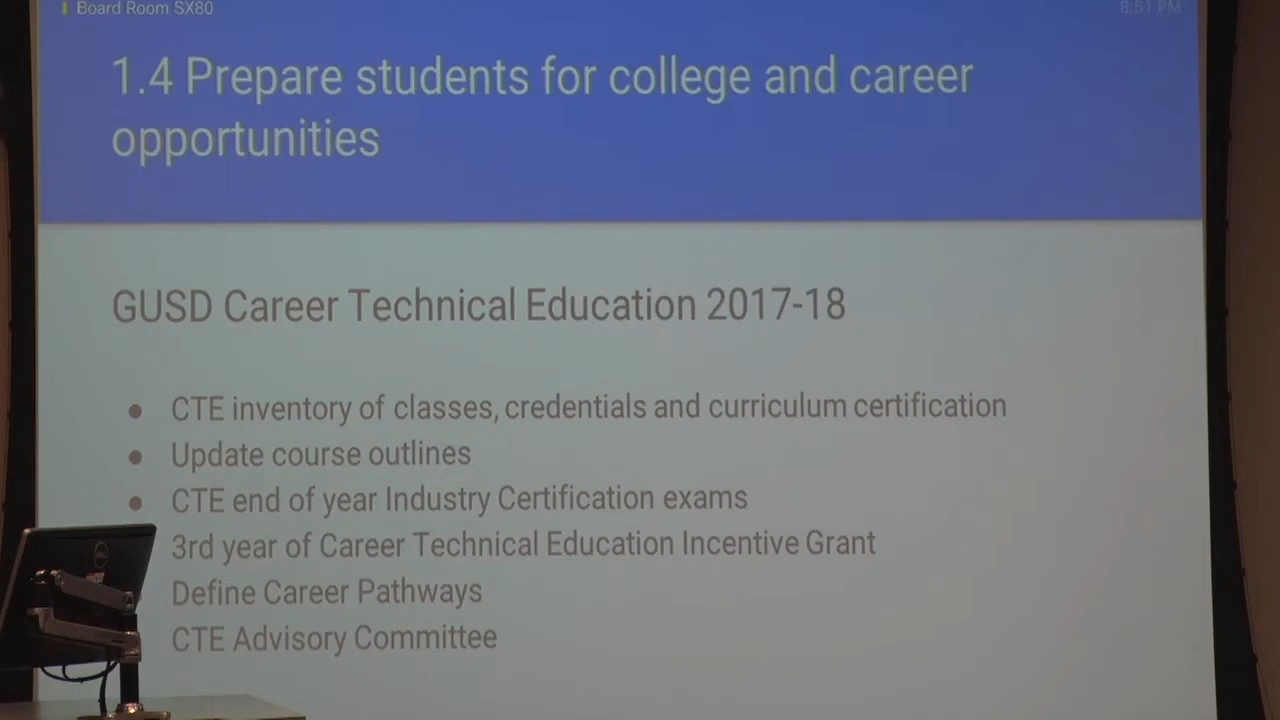 Board Room SX80
8:51 PM
1.4 Prepare students for college and career
opportunities
GUSD Career Technical Education 2017-18
● CTE inventory of classes, credentials and curriculum certification
● Update course outlines
● CTE end of year Industry Certification exams
3rd year of Career Technical Education Incentive Grant
Define Career Pathways
CTE Advisory Committee
DELL